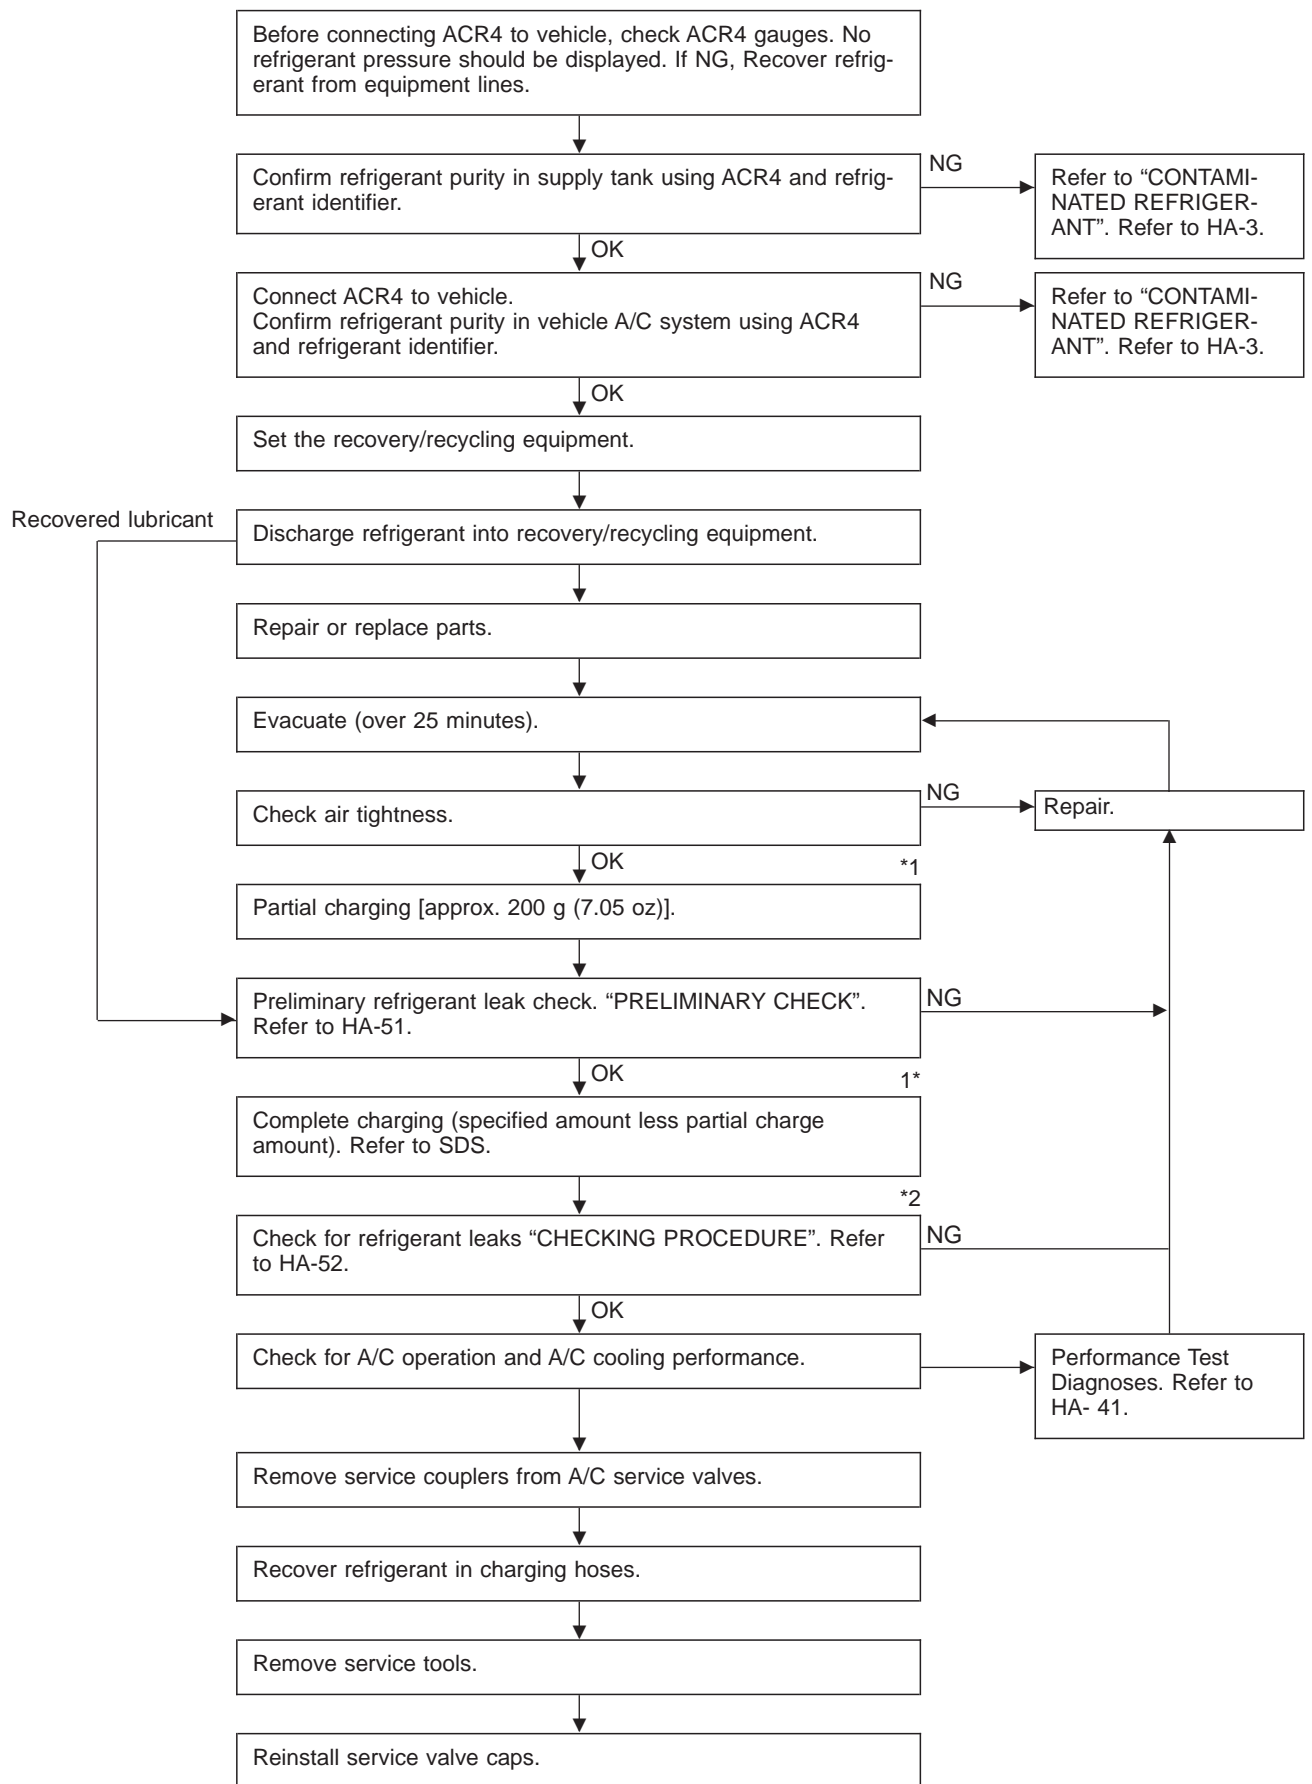 Before connecting ACR4 to vehicle, check ACR4 gauges. No
refrigerant pressure should be displayed. If NG, Recover refrig-
erant from equipment lines.
Confirm refrigerant purity in supply tank using ACR4 and refrig-
erant identifier.
NG
Refer to “CONTAMI-
NATED REFRIGER-
ANT”. Refer to HA-3.
OK
Connect ACR4 to vehicle.
Confirm refrigerant purity in vehicle A/C system using ACR4
and refrigerant identifier.
NG
Refer to “CONTAMI-
NATED REFRIGER-
ANT”. Refer to HA-3.
OK
Set the recovery/recycling equipment.
Recovered lubricant
Discharge refrigerant into recovery/recycling equipment.
Repair or replace parts.
Evacuate (over 25 minutes).
Check air tightness.
NG
Repair.
OK
*1
Partial charging [approx. 200 g (7.05 oz)].
Preliminary refrigerant leak check. “PRELIMINARY CHECK”.
Refer to HA-51.
NG
OK
1*
Complete charging (specified amount less partial charge
amount). Refer to SDS.
*2
Check for refrigerant leaks “CHECKING PROCEDURE”. Refer
to HA-52.
NG
OK
Check for A/C operation and A/C cooling performance.
Performance Test
Diagnoses. Refer to
HA- 41.
Remove service couplers from A/C service valves.
Recover refrigerant in charging hoses.
Remove service tools.
Reinstall service valve caps.